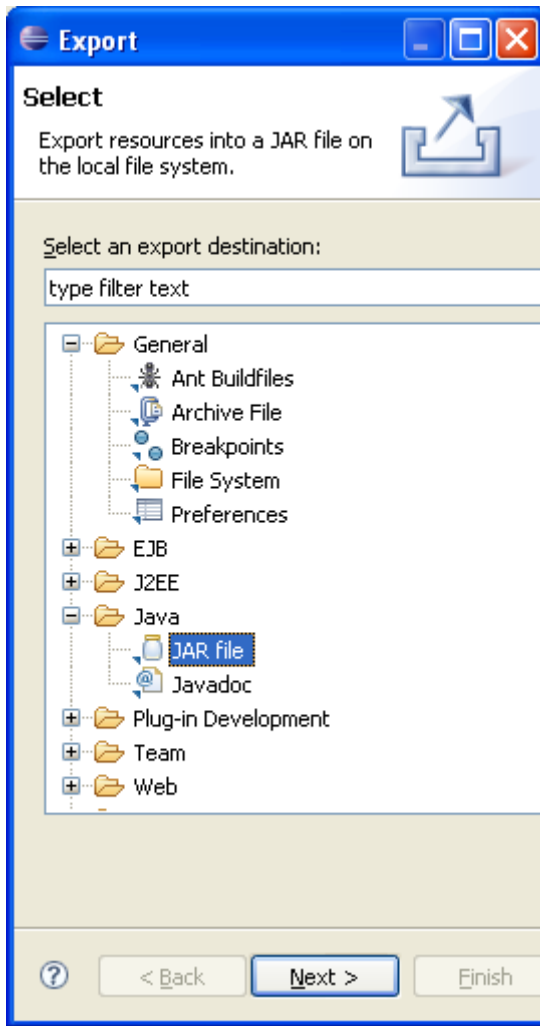 Export
Select
Export resources into a JAR file on
the local file system.
Select an export destination:
type filter text
General
Ant Buildfiles
Archive File
Breakpoints
File System
Preferences
EJB
J2EE
Java
JAR file
Javadoc
Plug-in Development
Team
Web
? < Back Next > Finish